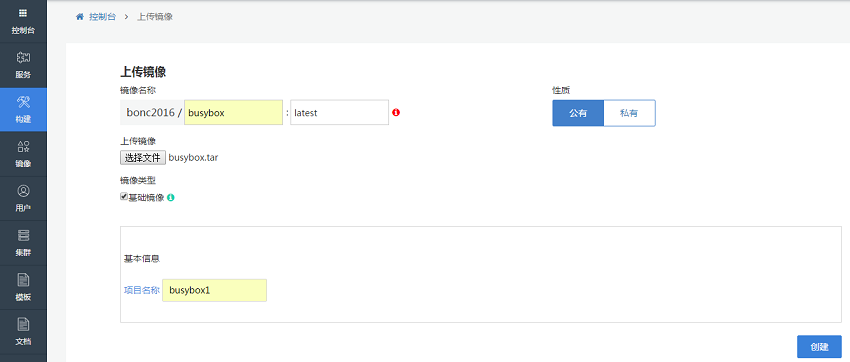 控制台 > 上传镜像
控制台
服务
构建
镜像
用户
集群
模板
文档
上传镜像
镜像名称
性质
bonc2016 / busybox : latest
公有 私有
上传镜像
选择文件 busybox.tar
镜像类型
基础镜像
基本信息
项目名称 busybox1
创建